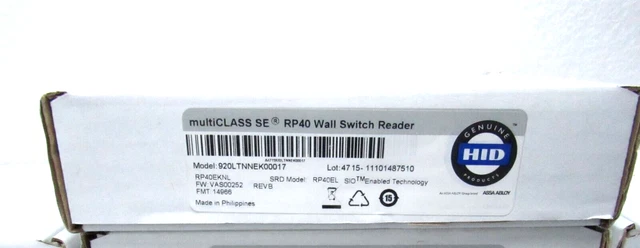 multiCLASS SE® RP40 Wall Switch Reader
Model:920LTNNEK00017
Lot:4715- 11101487510
RP40EKNL
SRD Model: RP40EL
SIO™Enabled Technology
FW:VAS00252
REV:B
FMT:14966
Made in Philippines
15
GENUINE
HID
PRODUCTS
ASSA ABLOY